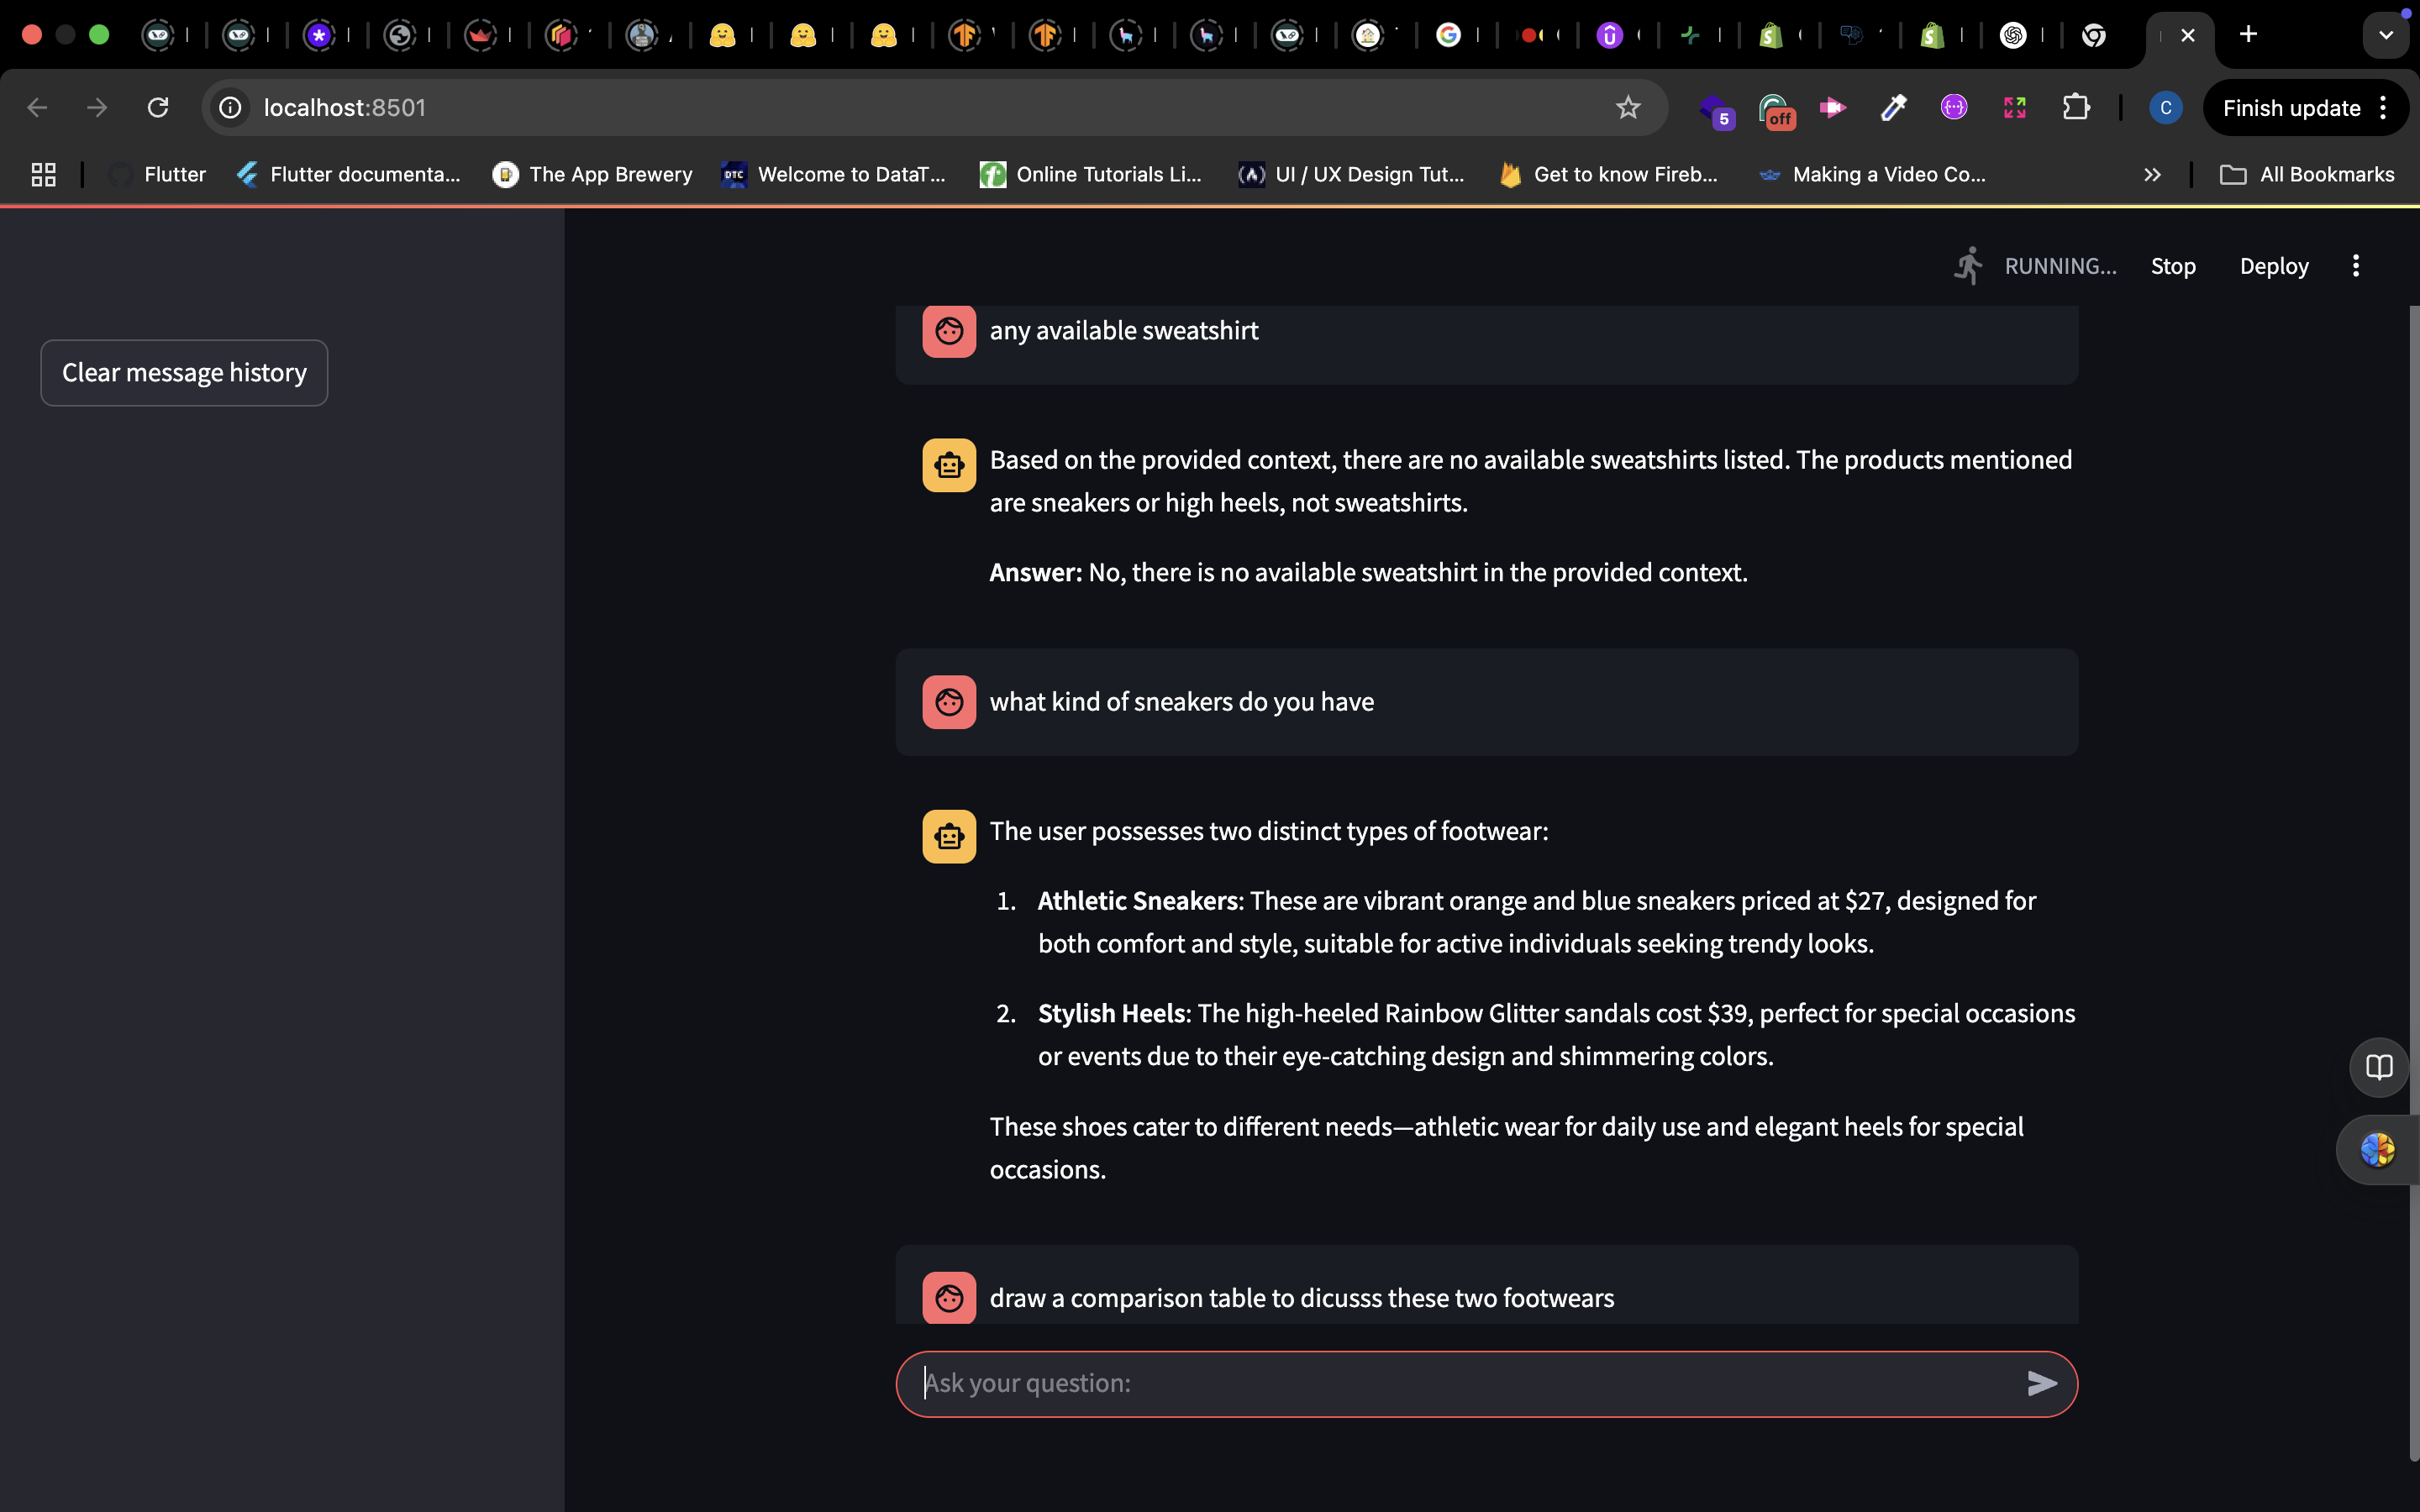 localhost:8501
5
off
C
Finish update
Flutter
Flutter documenta...
The App Brewery
DTC
Welcome to DataT...
Online Tutorials Li...
UI / UX Design Tut...
Get to know Fireb...
Making a Video Co...
All Bookmarks
RUNNING...
Stop
Deploy
Clear message history
any available sweatshirt
Based on the provided context, there are no available sweatshirts listed. The products mentioned
are sneakers or high heels, not sweatshirts.
Answer: No, there is no available sweatshirt in the provided context.
what kind of sneakers do you have
The user possesses two distinct types of footwear:
1. Athletic Sneakers: These are vibrant orange and blue sneakers priced at $27, designed for
both comfort and style, suitable for active individuals seeking trendy looks.
2. Stylish Heels: The high-heeled Rainbow Glitter sandals cost $39, perfect for special occasions
or events due to their eye-catching design and shimmering colors.
These shoes cater to different needs—athletic wear for daily use and elegant heels for special
occasions.
draw a comparison table to dicusss these two footwears
Ask your question: